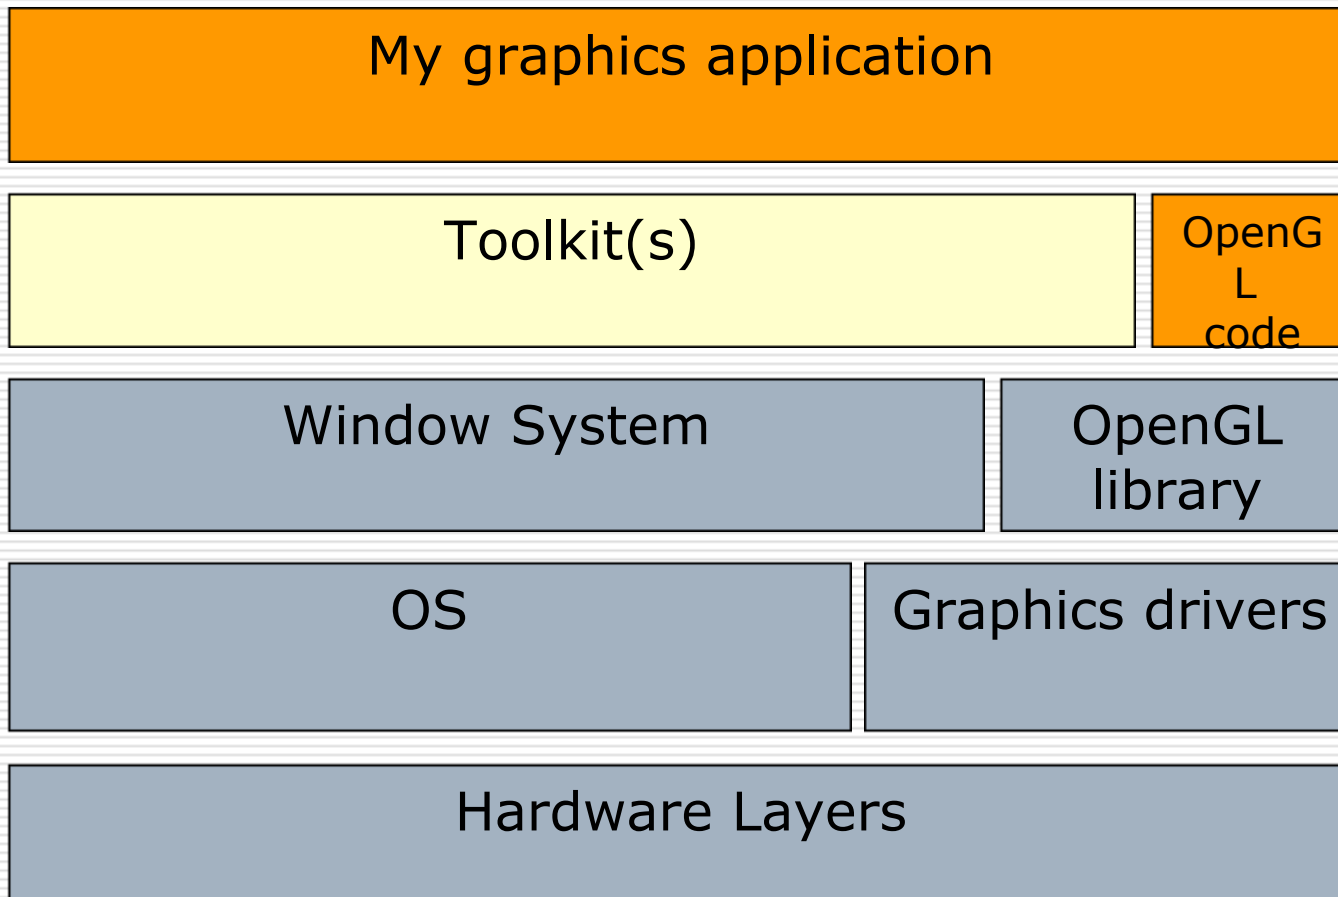 My graphics application
Toolkit(s)
OpenG
L
code
Window System
OpenGL
library
OS
Graphics drivers
Hardware Layers